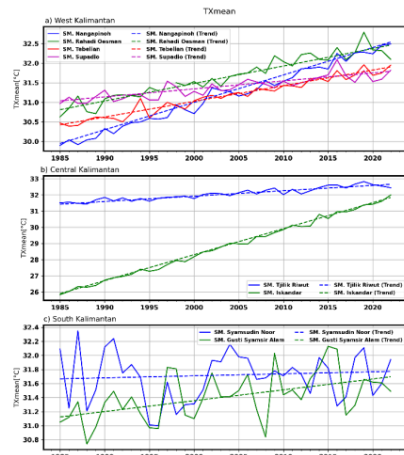 TXmean
a) West Kalimantan
SM. Nangapinoh
SM. Nangapinoh (Trend)
SM. Rahadi Oesman
SM. Rahadi Oesman (Trend)
SM. Tebelian
SM. Tebelian (Trend)
SM. Supadio
SM. Supadio (Trend)
TXmean[°C]
32.5
32.0
31.5
31.0
30.5
30.0
1985 1990 1995 2000 2005 2010 2015 2020
b) Central Kalimantan
TXmean[°C]
33
32
31
30
29
28
26
SM. Tjilik Riwut
SM. Tjilik Riwut (Trend)
SM. Iskandar
SM. Iskandar (Trend)
1985 1990 1995 2000 2005 2010 2015 2020
c) South Kalimantan
SM. Syamsudin Noor
SM. Syamsudin Noor (Trend)
SM. Gusti Syamsir Alam
SM. Gusti Syamsir Alam (Trend)
TXmean[°C]
32.4
32.2
32.0
31.8
31.6
31.4
31.2
31.0
30.8